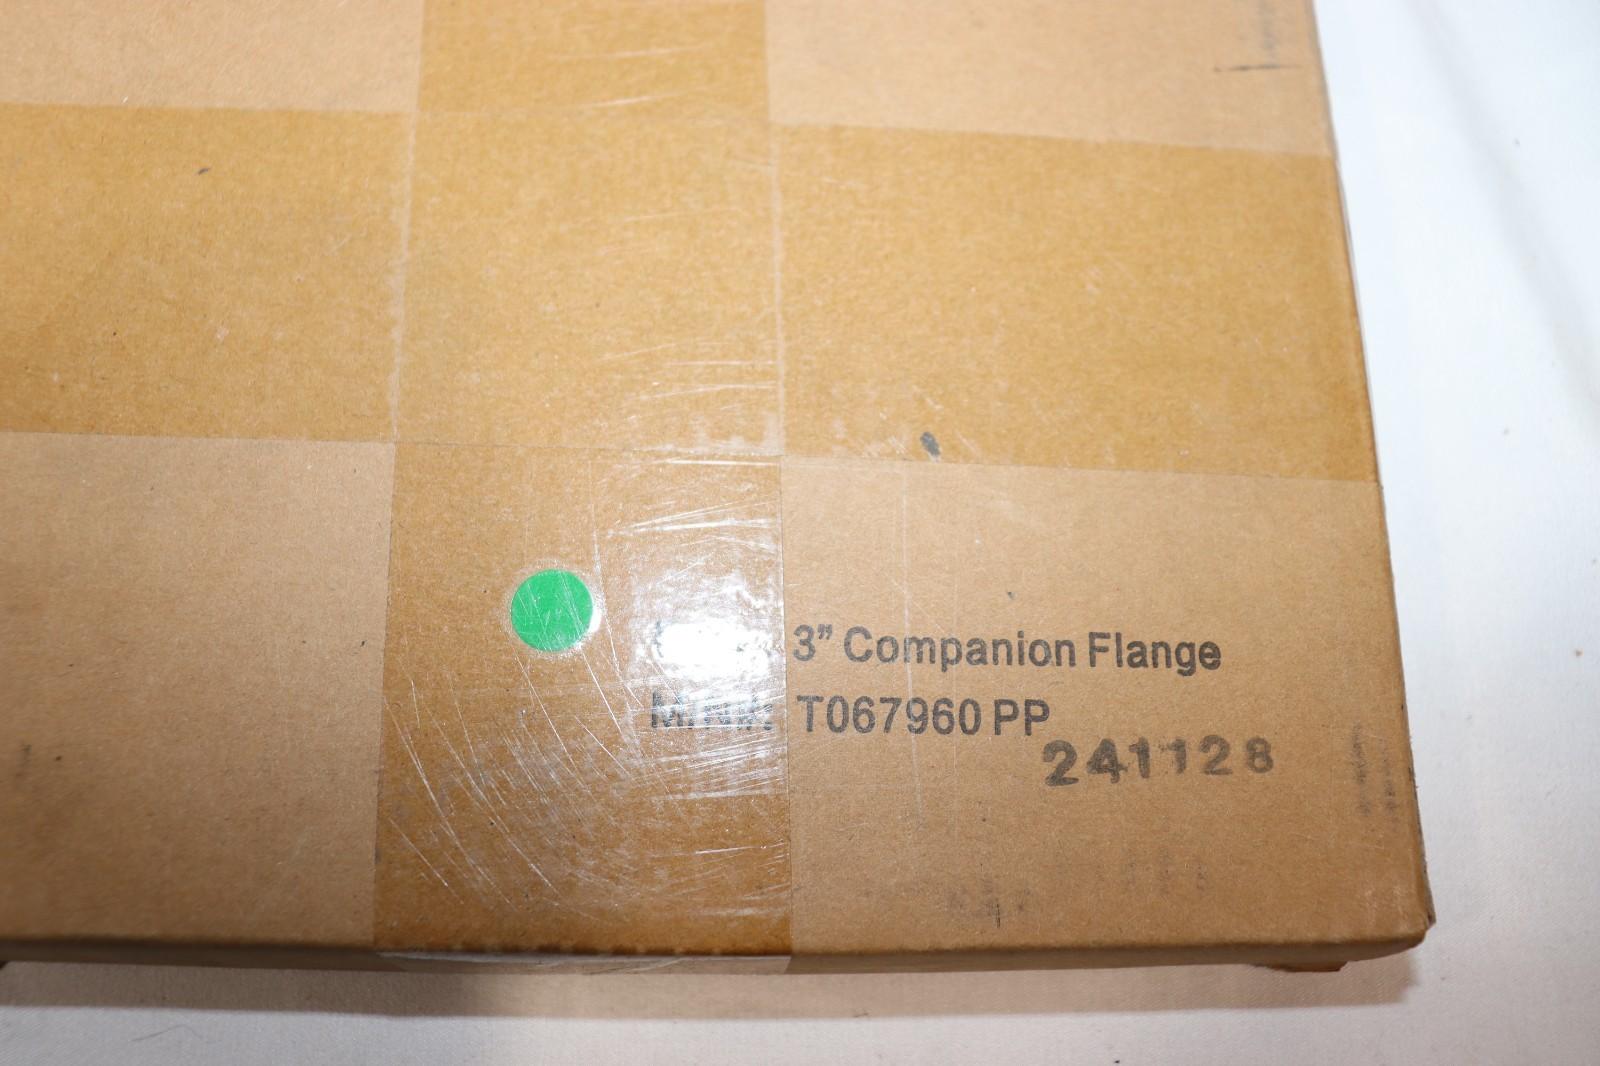 3" Companion Flange
T067960 PP
241128